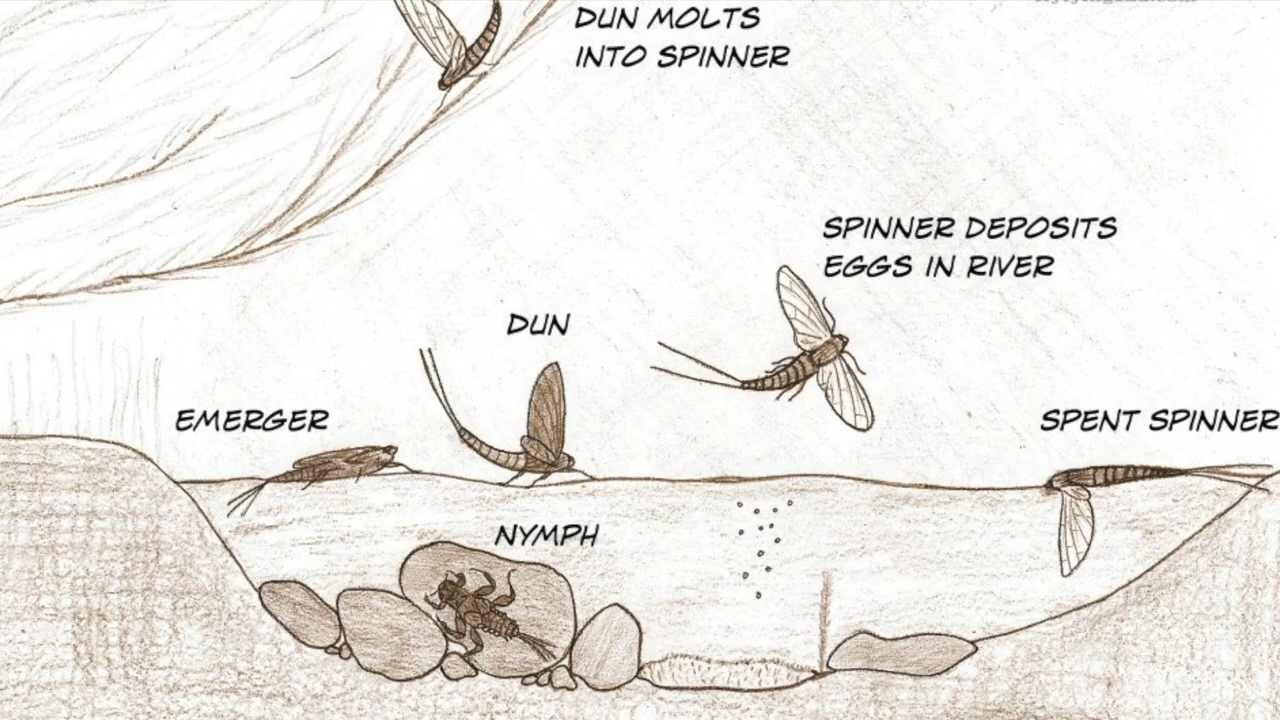 DUN MOLTS
INTO SPINNER
SPINNER DEPOSITS
EGGS IN RIVER
DUN
EMERGER
SPENT SPINNER
NYMPH